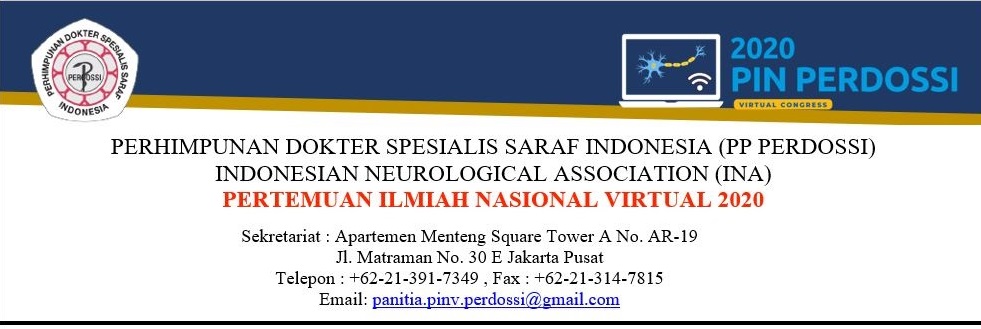 PERHIMPUNAN DOKTER SPESIALIS SARAF
PERDOSSI
INDONESIA
2020
PIN PERDOSSI
VIRTUAL CONGRESS
PERHIMPUNAN DOKTER SPESIALIS SARAF INDONESIA (PP PERDOSSI)
INDONESIAN NEUROLOGICAL ASSOCIATION (INA)
PERTEMUAN ILMIAH NASIONAL VIRTUAL 2020
Sekretariat : Apartemen Menteng Square Tower A No. AR-19
Jl. Matraman No. 30 E Jakarta Pusat
Telepon : +62-21-391-7349 , Fax : +62-21-314-7815
Email: panitia.pinv.perdossi@gmail.com